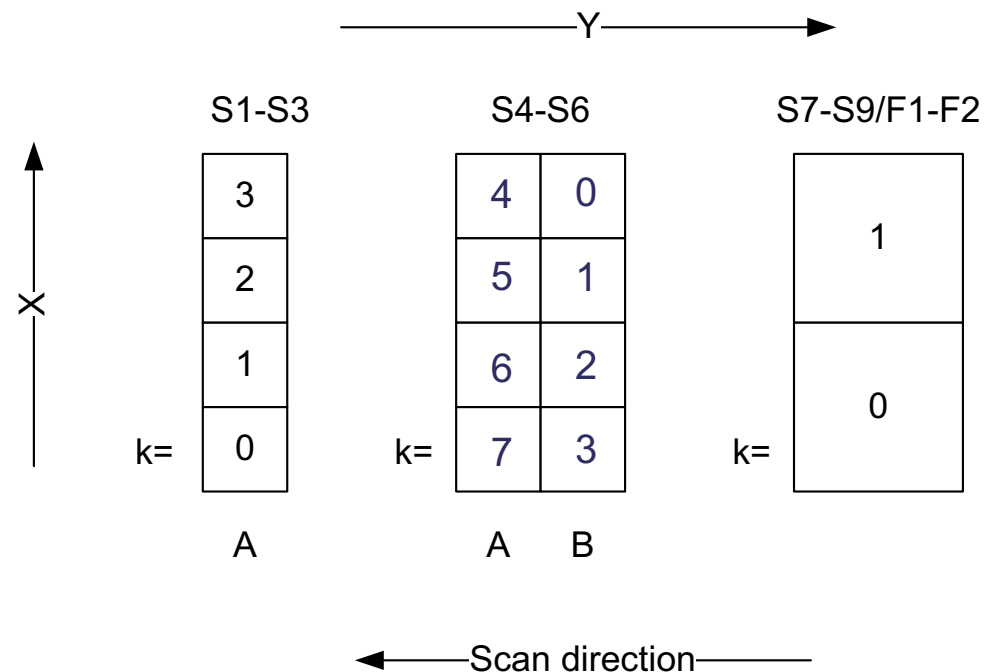 Y
S1-S3 S4-S6 S7-S9/F1-F2
3 4 0
1
2 5 1
X
1 6 2
0
k= 0 k= 7 3 k=
A A B
Scan direction